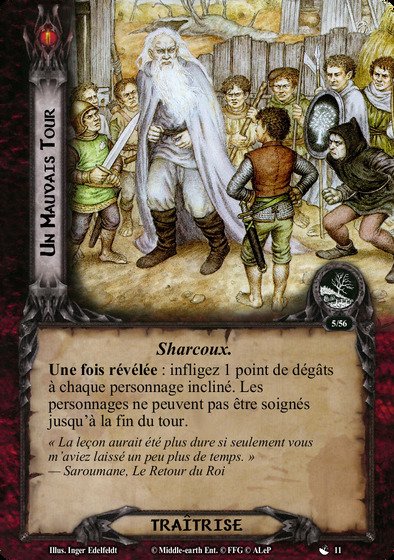 UN MAUVAIS TOUR
5/56
Sharcoux.
Une fois révélée : infligez 1 point de dégâts
à chaque personnage incliné. Les
personnages ne peuvent pas être soignés
jusqu'à la fin du tour.
« La leçon aurait été plus dure si seulement vous
m'aviez laissé un peu plus de temps. »
— Saroumane, Le Retour du Roi
TRAÎTRISE
Illus. Inger Edelfeldt © Middle-earth Ent. © FFG © ALeP 11